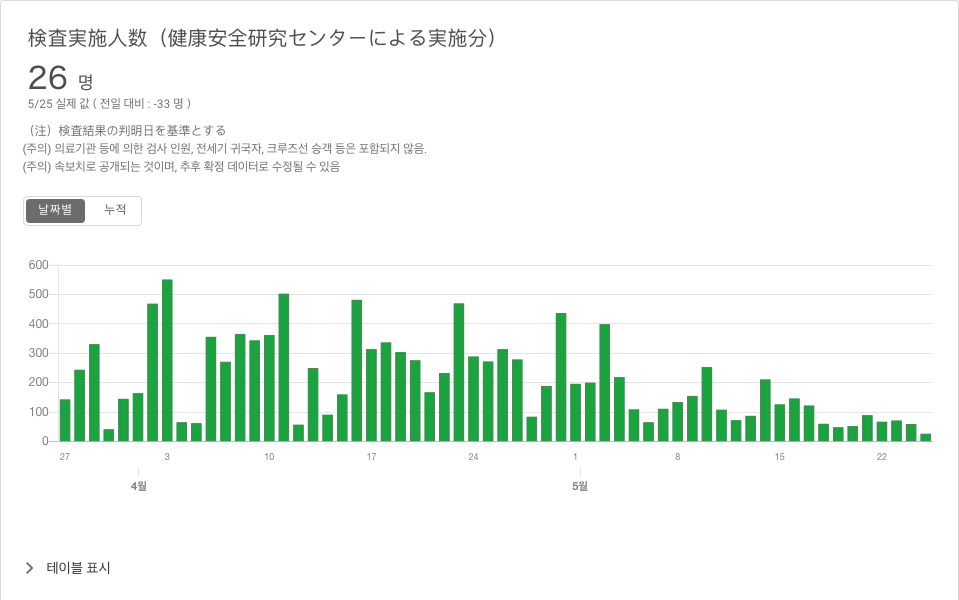 検査実施人数（健康安全研究センターによる実施分）
26 명
5/25 실제 값 ( 전일 대비 : -33 명 )
（注）検査結果の判明日を基準とする
(주의) 의료기관 등에 의한 검사 인원, 전세기 귀국자, 크루즈선 승객 등은 포함되지 않음.
(주의) 속보치로 공개되는 것이며, 추후 확정 데이터로 수정될 수 있음
날짜별 누적
600
500
400
300
200
100
0
27 3 10 17 24 1 8 15 22
4월 5월
테이블 표시